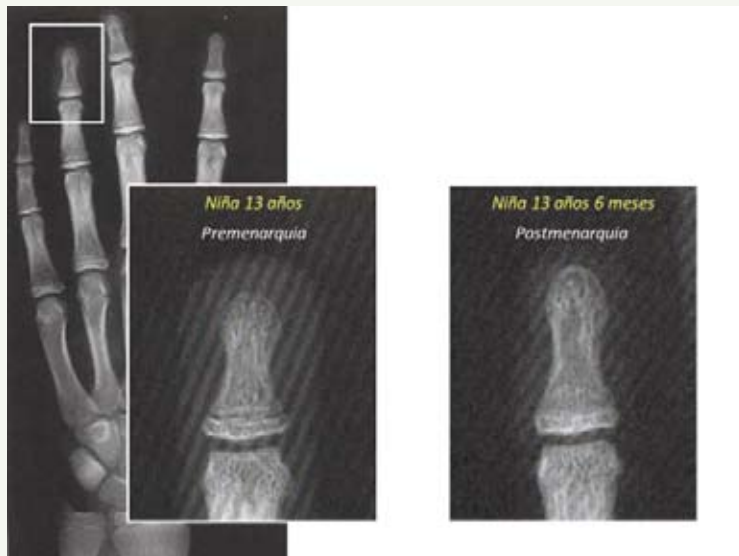 Niña 13 años
Premenarquia
Niña 13 años 6 meses
Postmenarquia